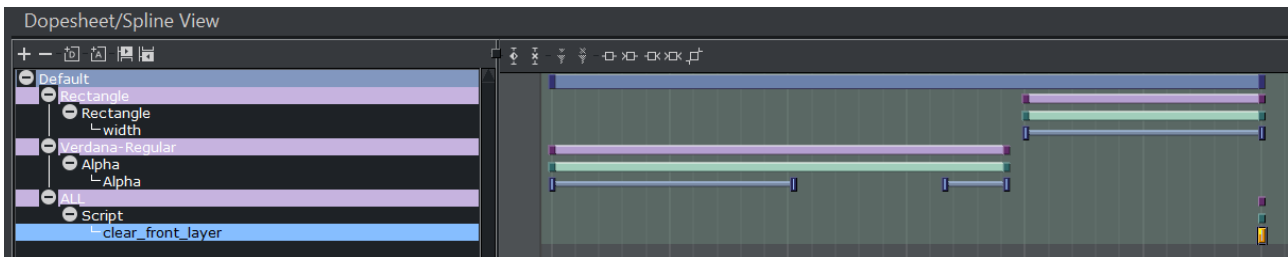 Dopesheet/Spline View
Default
Rectangle
Rectangle
width
Verdana-Regular
Alpha
Alpha
ALL
Script
clear_front_layer